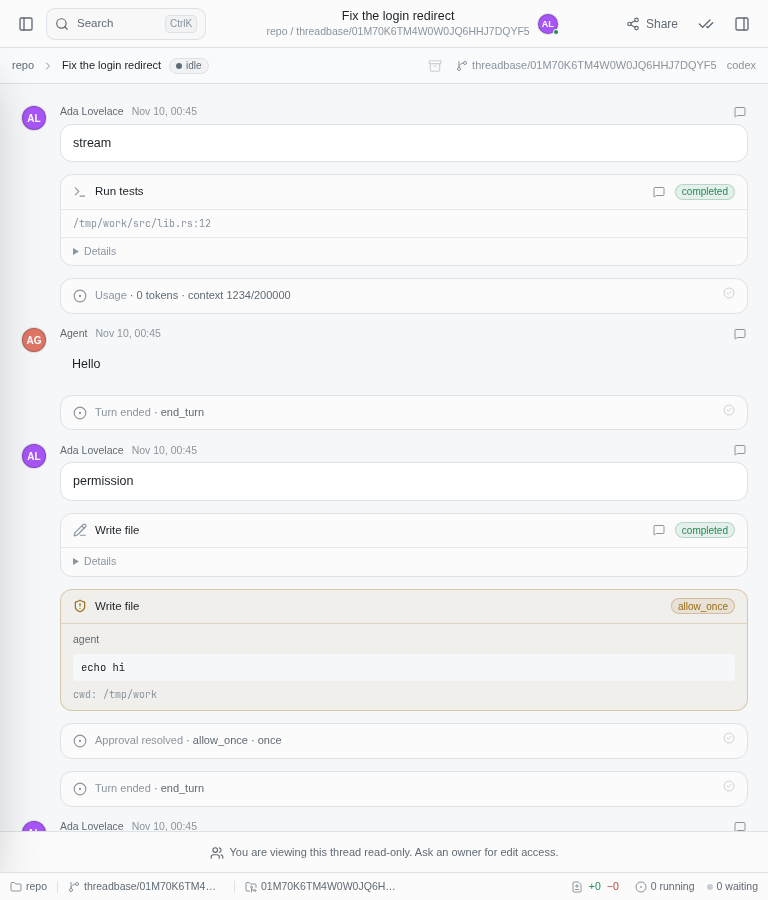 Search
CtrlK
Fix the login redirect
repo / threadbase/01M70K6TM4W0W0JQ6HHJ7DQYF5
AL
Share
repo
Fix the login redirect
idle
threadbase/01M70K6TM4W0W0JQ6HHJ7DQYF5
codex
AL
Ada Lovelace Nov 10, 00:45
stream
Run tests
completed
/tmp/work/src/lib.rs:12
Details
Usage · 0 tokens · context 1234/200000
AG
Agent Nov 10, 00:45
Hello
Turn ended · end_turn
AL
Ada Lovelace Nov 10, 00:45
permission
Write file
completed
Details
Write file
allow_once
agent
echo hi
cwd: /tmp/work
Approval resolved · allow_once · once
Turn ended · end_turn
AL
Ada Lovelace Nov 10, 00:45
You are viewing this thread read-only. Ask an owner for edit access.
repo
threadbase/01M70K6TM4…
01M70K6TM4W0W0JQ6H…
+0 −0
0 running
0 waiting